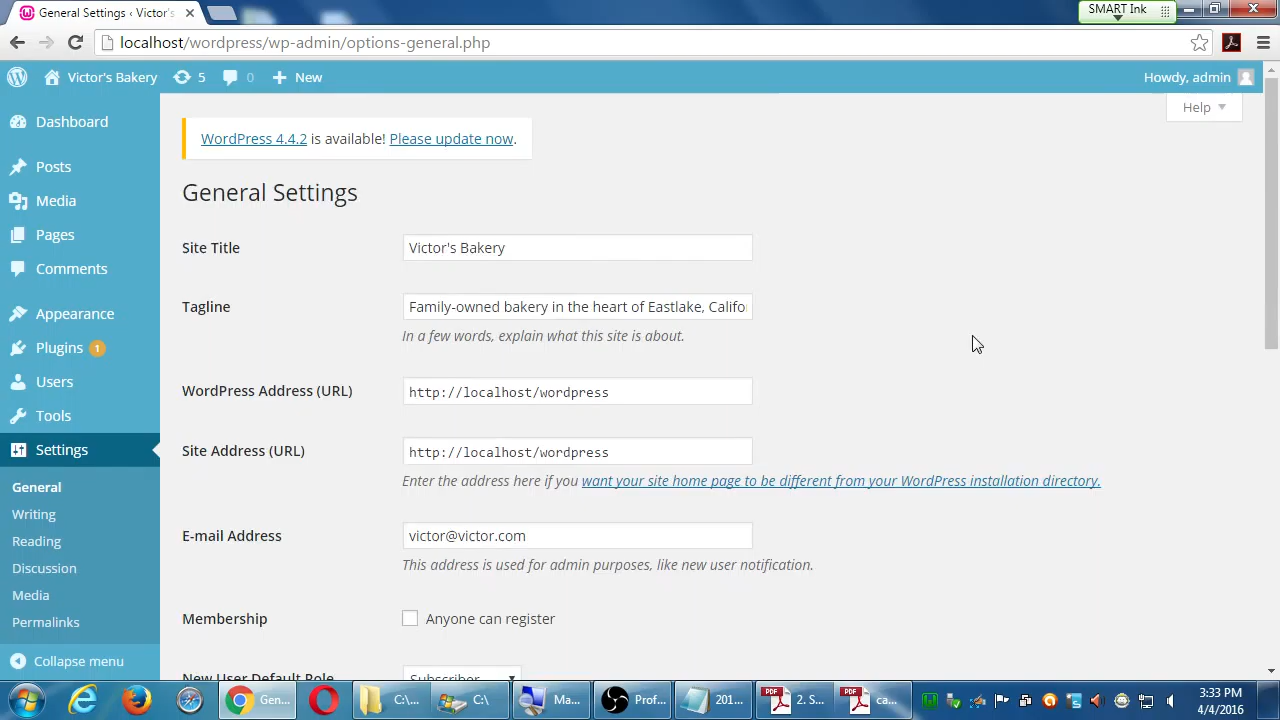 General Settings ‹ Victor's
SMART Ink
localhost/wordpress/wp-admin/options-general.php
Victor's Bakery 5 0 New Howdy, admin
Help
Dashboard
Posts
Media
Pages
Comments
Appearance
Plugins 1
Users
Tools
Settings
General
Writing
Reading
Discussion
Media
Permalinks
Collapse menu
WordPress 4.4.2 is available! Please update now.
General Settings
Site Title Victor's Bakery
Tagline Family-owned bakery in the heart of Eastlake, Califo
In a few words, explain what this site is about.
WordPress Address (URL) http://localhost/wordpress
Site Address (URL) http://localhost/wordpress
Enter the address here if you want your site home page to be different from your WordPress installation directory.
E-mail Address victor@victor.com
This address is used for admin purposes, like new user notification.
Membership Anyone can register
New User Default Role Subscriber
Gen... C:\... C:\ Ma... Prof... 201... PDF 2. S... PDF ca...
3:33 PM
4/4/2016